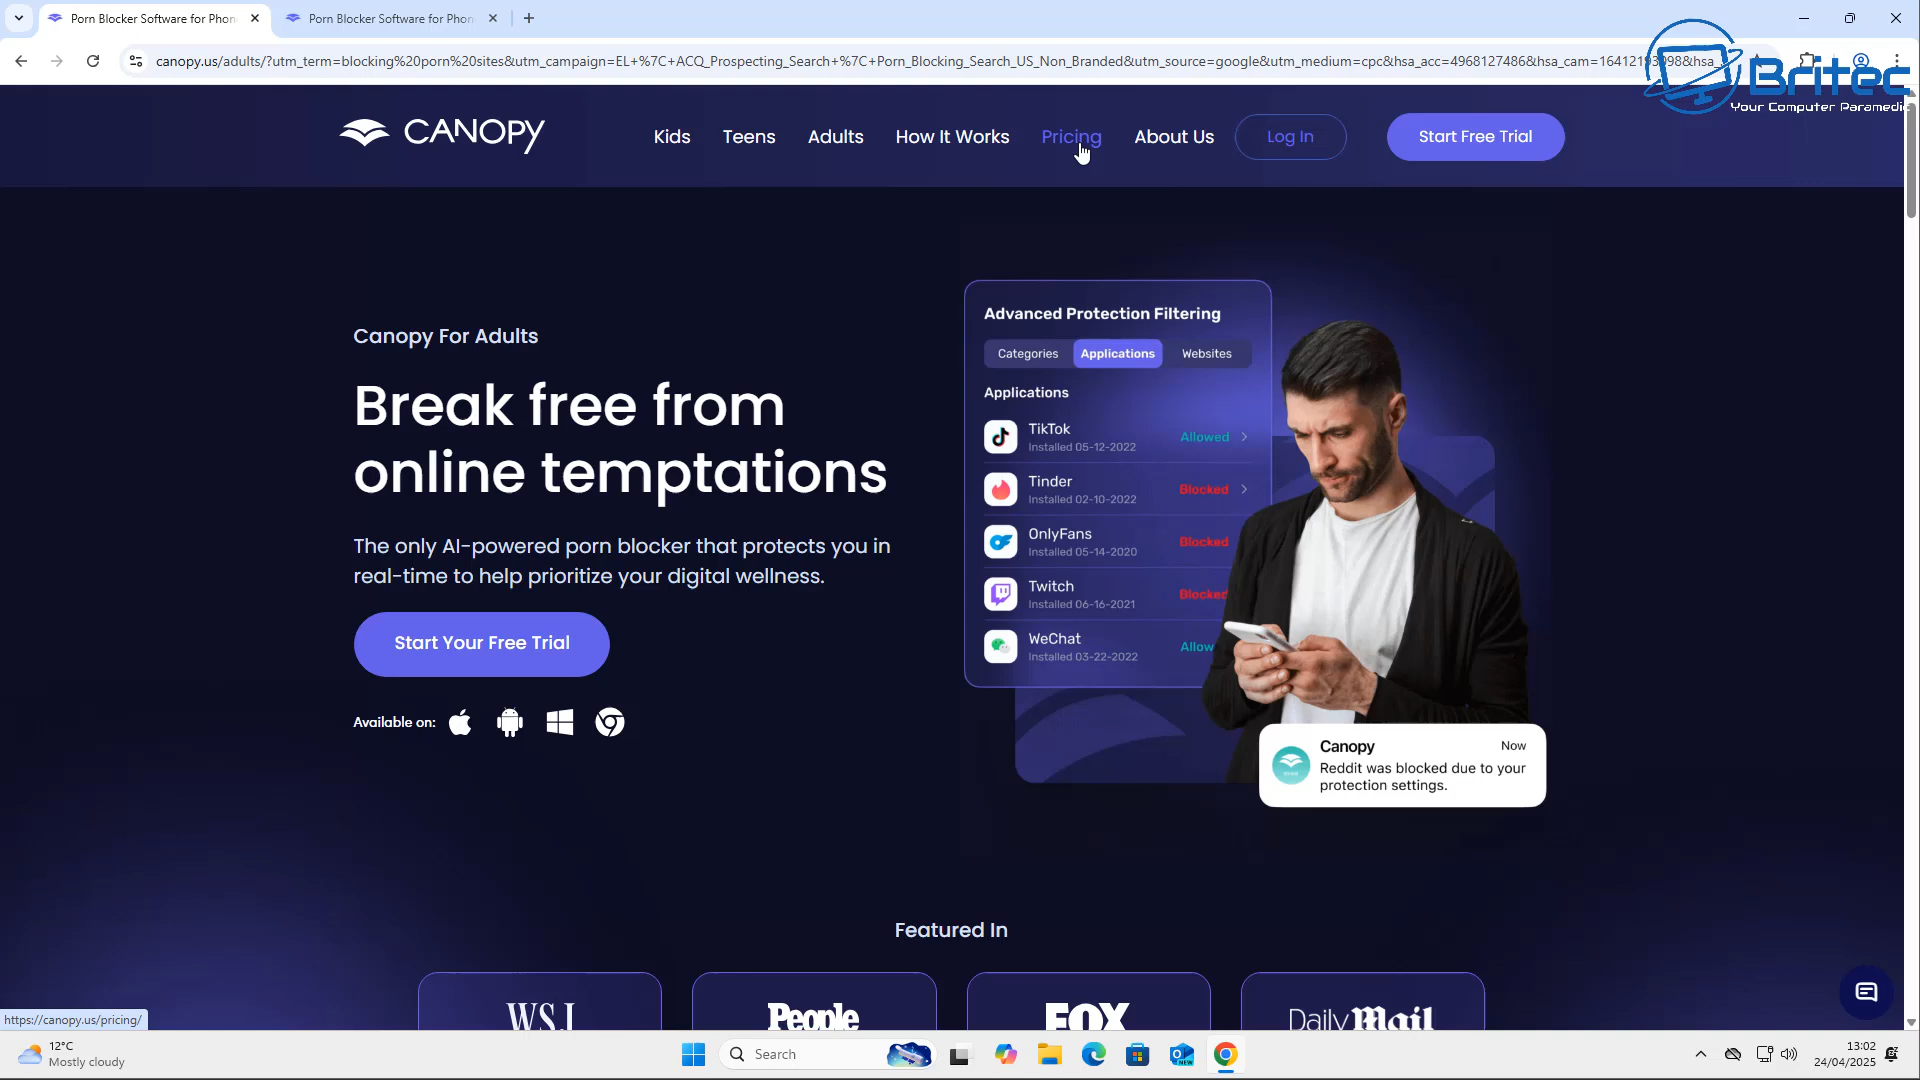 Porn Blocker Software for Phon
Porn Blocker Software for Phon
canopy.us/adults/?utm_term=blocking%20porn%20sites&utm_campaign=EL+%7C+ACQ_Prospecting_Search+%7C+Porn_Blocking_Search_US_Non_Branded&utm_source=google&utm_medium=cpc&hsa_acc=4968127486&hsa_cam=16412193098&hsa_
Britec
Your Computer Paramedic
CANOPY
Kids
Teens
Adults
How It Works
Pricing
About Us
Log In
Start Free Trial
Canopy For Adults
Break free from
online temptations
The only AI-powered porn blocker that protects you in
real-time to help prioritize your digital wellness.
Start Your Free Trial
Available on:
Advanced Protection Filtering
Categories
Applications
Websites
Applications
TikTok
Installed 05-12-2022
Allowed
Tinder
Installed 02-10-2022
Blocked
OnlyFans
Installed 05-14-2020
Blocked
Twitch
Installed 06-16-2021
Blocked
WeChat
Installed 03-22-2022
Allow
Canopy
Now
Reddit was blocked due to your
protection settings.
Featured In
WSJ
People
FOX
Daily Mail
https://canopy.us/pricing/
12°C
Mostly cloudy
Search
13:02
24/04/2025